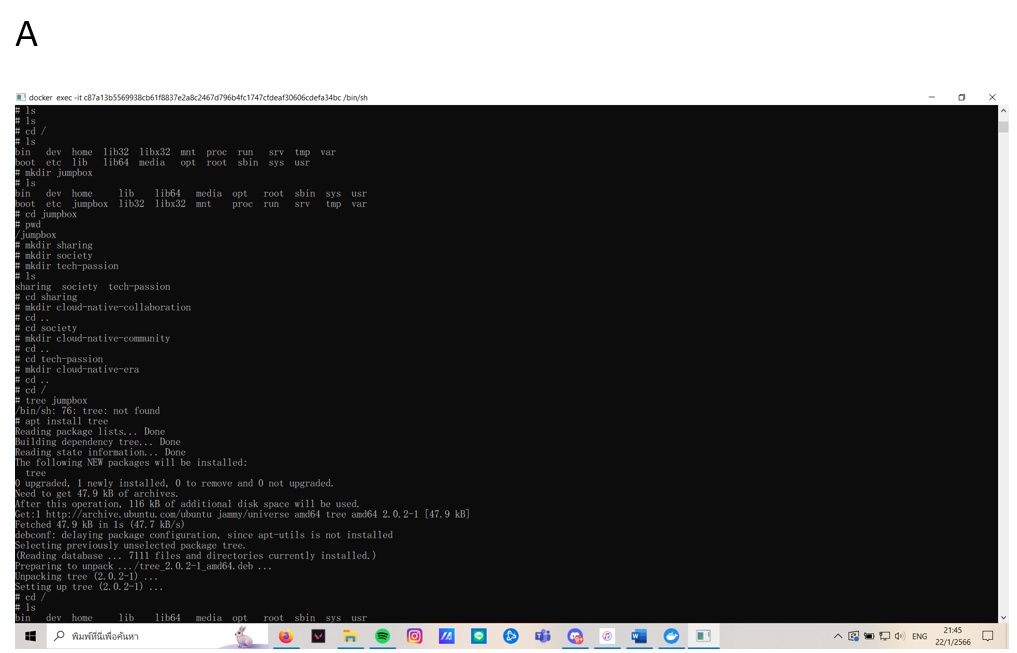 A
docker exec -it c87a13b5569938cb61f8837e2a8c2467d796b4fc1747cfdeaf30606cdefa34bc /bin/sh
# ls
# ls
# cd /
# ls
bin dev home lib32 libx32 mnt proc run srv tmp var
boot etc lib lib64 media opt root sbin sys usr
# mkdir jumpbox
# ls
bin dev home lib lib64 media opt root sbin sys usr
boot etc jumpbox lib32 libx32 mnt proc run srv tmp var
# cd jumpbox
# pwd
/jumpbox
# mkdir sharing
# mkdir society
# mkdir tech-passion
# ls
sharing society tech-passion
# cd sharing
# mkdir cloud-native-collaboration
# cd ..
# cd society
# mkdir cloud-native-community
# cd ..
# cd tech-passion
# mkdir cloud-native-era
# cd ..
# cd /
# tree jumpbox
/bin/sh: 76: tree: not found
# apt install tree
Reading package lists... Done
Building dependency tree... Done
Reading state information... Done
The following NEW packages will be installed:
tree
0 upgraded, 1 newly installed, 0 to remove and 0 not upgraded.
Need to get 47.9 kB of archives.
After this operation, 116 kB of additional disk space will be used.
Get:1 http://archive.ubuntu.com/ubuntu jammy/universe amd64 tree amd64 2.0.2-1 [47.9 kB]
Fetched 47.9 kB in 1s (47.7 kB/s)
debconf: delaying package configuration, since apt-utils is not installed
Selecting previously unselected package tree.
(Reading database ... 7111 files and directories currently installed.)
Preparing to unpack .../tree_2.0.2-1_amd64.deb ...
Unpacking tree (2.0.2-1) ...
Setting up tree (2.0.2-1) ...
# cd /
# ls
bin dev home lib lib64 media opt root sbin sys usr
พิมพ์ที่นี่เพื่อค้นหา
ENG
21:45
22/1/2566